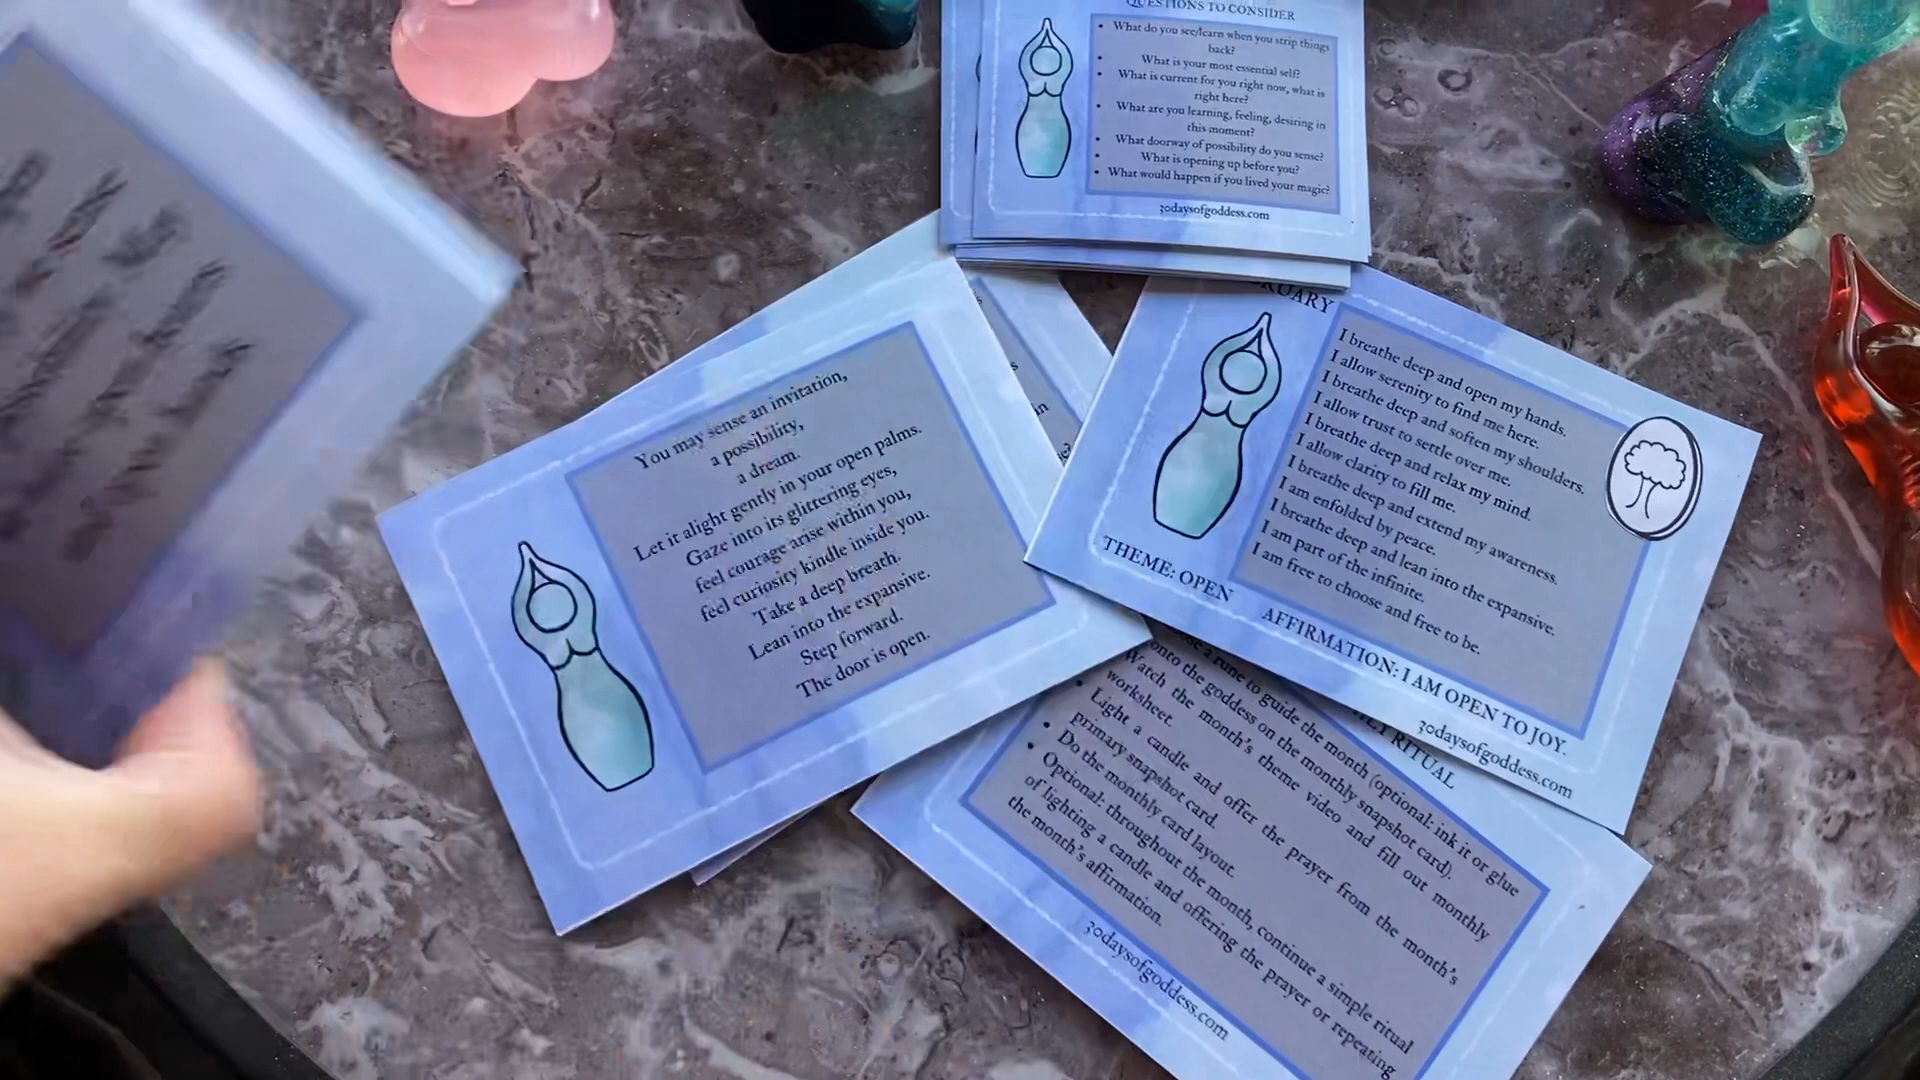 QUESTIONS TO CONSIDER
• What do you see/learn when you strip things
back?
• What is your most essential self?
• What is current for you right now, what is
right here?
• What are you learning, feeling, desiring in
this moment?
• What doorway of possibility do you sense?
• What is opening up before you?
• What would happen if you lived your magic?
30daysofgoddess.com
You may sense an invitation,
a possibility,
a dream.
Let it alight gently in your open palms.
Gaze into its glittering eyes,
feel courage arise within you,
feel curiosity kindle inside you.
Take a deep breath.
Lean into the expansive.
Step forward.
The door is open.
in
RUARY
I breathe deep and open my hands.
I allow serenity to find me here.
I breathe deep and soften my shoulders.
I allow trust to settle over me.
I breathe deep and relax my mind.
I allow clarity to fill me.
I breathe deep and extend my awareness.
I am enfolded by peace.
I breathe deep and lean into the expansive.
I am part of the infinite.
I am free to choose and free to be.
THEME: OPEN
AFFIRMATION: I AM OPEN TO JOY.
30daysofgoddess.com
RITUAL
a rune to guide the month (optional: ink it or glue
onto the goddess on the monthly snapshot card).
Watch the month's theme video and fill out monthly
worksheet.
• Light a candle and offer the prayer from the month's
primary snapshot card.
• Do the monthly card layout.
• Optional: throughout the month, continue a simple ritual
of lighting a candle and offering the prayer or repeating
the month's affirmation.
30daysofgoddess.com